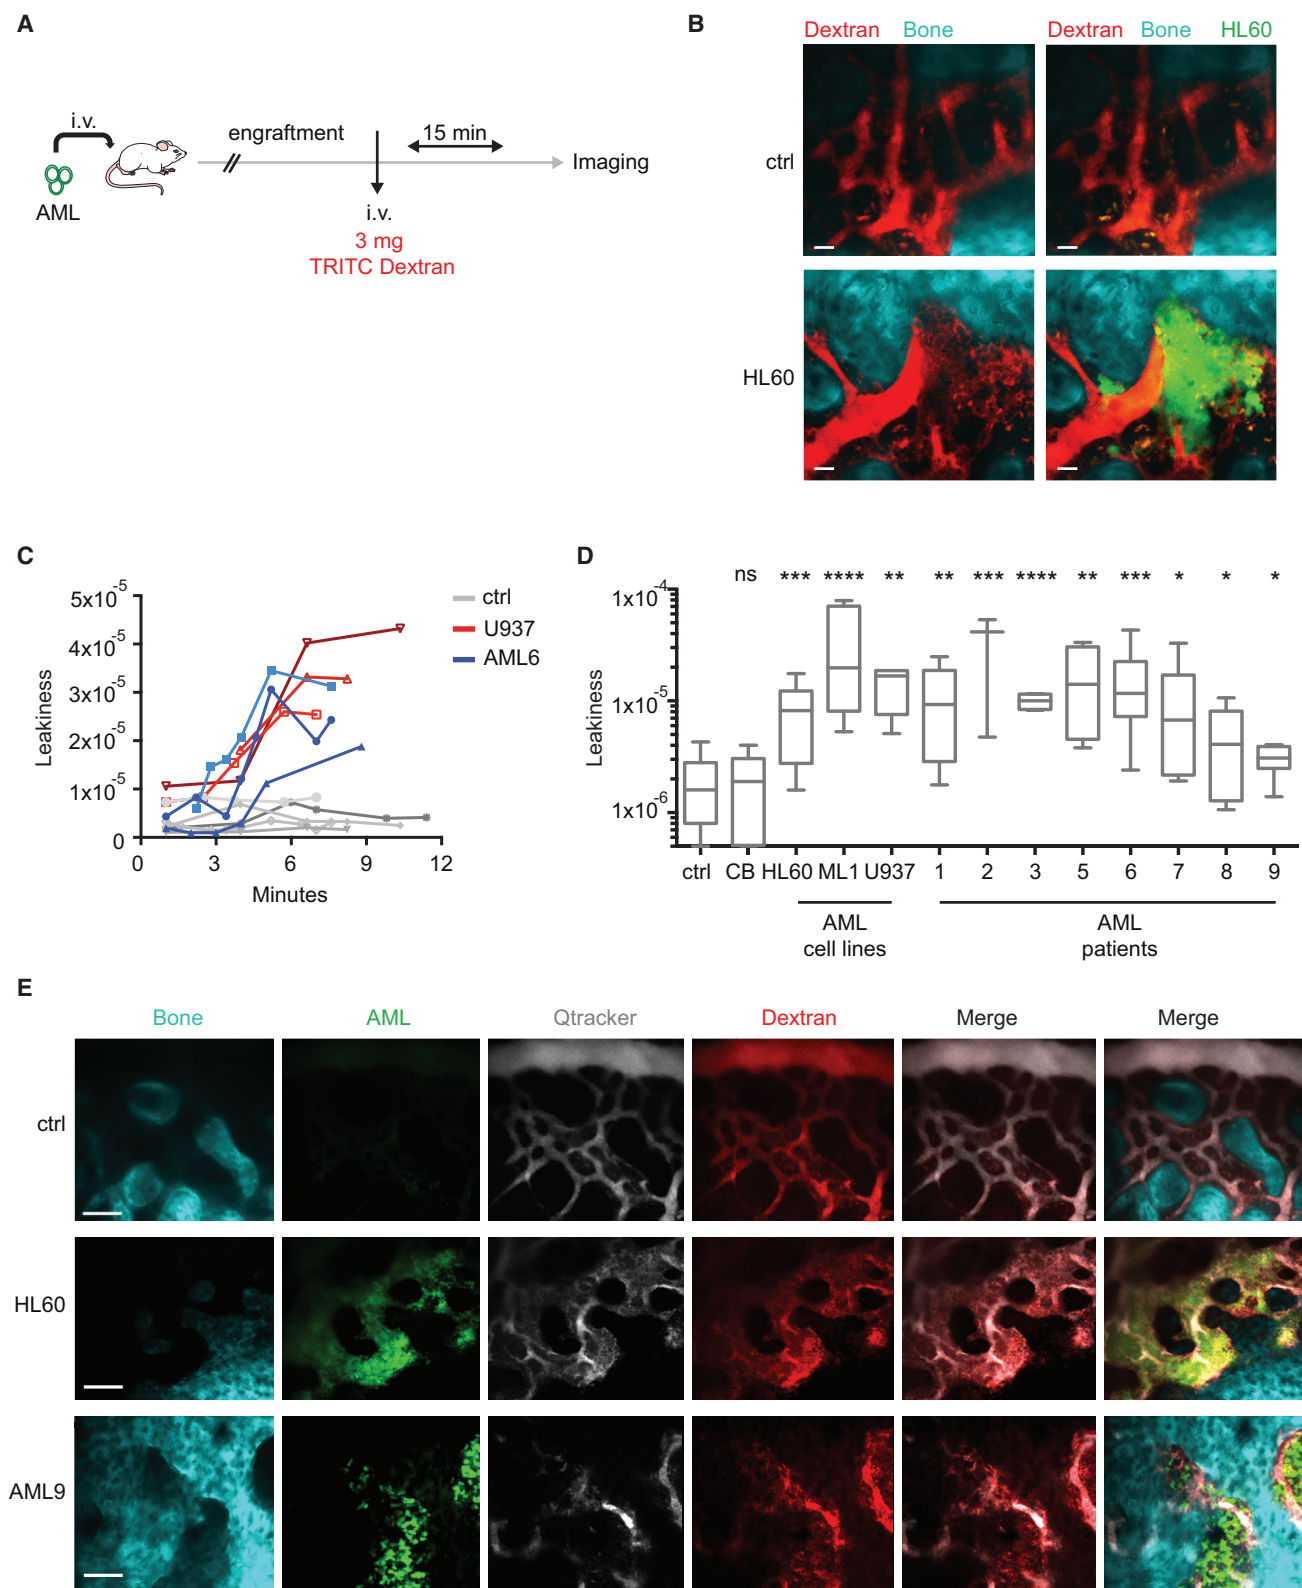 A
i.v.
AML
engraftment
15 min
Imaging
i.v.
3 mg
TRITC Dextran
B
Dextran Bone
Dextran Bone HL60
ctrl
HL60
C
Leakiness
5x10-5
4x10-5
3x10-5
2x10-5
1x10-5
0
0 3 6 9 12
Minutes
ctrl
U937
AML6
D
ns *** **** ** ** *** **** ** *** * * *
Leakiness
1x10-4
1x10-5
1x10-6
ctrl CB HL60 ML1 U937 1 2 3 5 6 7 8 9
AML
cell lines
AML
patients
E
Bone AML Qtracker Dextran Merge Merge
ctrl
HL60
AML9